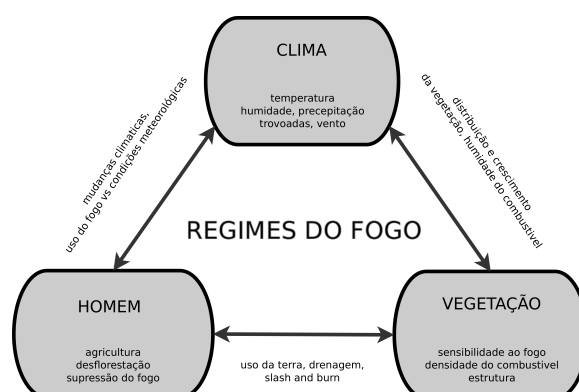 CLIMA
temperatura
humidade, precepitação
trovoadas, vento
mudanças climaticas,
uso do fogo vs condições meteorológicas
distribuição e crescimento
da vegetação, humidade do combustivel
REGIMES DO FOGO
HOMEM
agricultura
desflorestação
supressão do fogo
uso da terra, drenagem,
slash and burn
VEGETAÇÃO
sensibilidade ao fogo
densidade do combustivel
estrutura